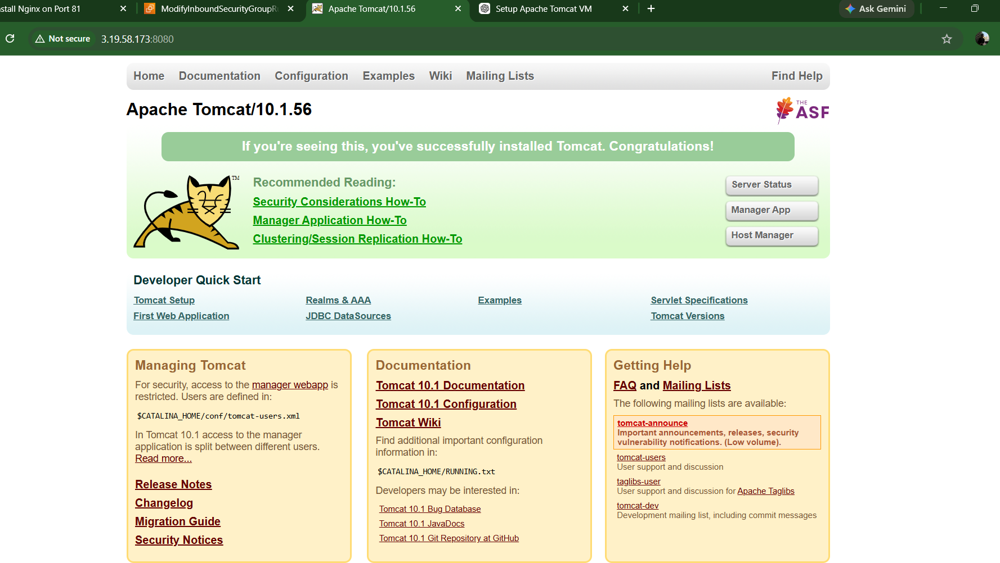 stall Nginx on Port 81
ModifyInboundSecurityGroupR
Apache Tomcat/10.1.56
Setup Apache Tomcat VM
Ask Gemini
Not secure
3.19.58.173:8080
Home
Documentation
Configuration
Examples
Wiki
Mailing Lists
Find Help
Apache Tomcat/10.1.56
THE
ASF
If you're seeing this, you've successfully installed Tomcat. Congratulations!
TM
Recommended Reading:
Security Considerations How-To
Manager Application How-To
Clustering/Session Replication How-To
Server Status
Manager App
Host Manager
Developer Quick Start
Tomcat Setup
First Web Application
Realms & AAA
JDBC DataSources
Examples
Servlet Specifications
Tomcat Versions
Managing Tomcat
For security, access to the manager webapp is
restricted. Users are defined in:
$CATALINA_HOME/conf/tomcat-users.xml
In Tomcat 10.1 access to the manager
application is split between different users.
Read more...
Release Notes
Changelog
Migration Guide
Security Notices
Documentation
Tomcat 10.1 Documentation
Tomcat 10.1 Configuration
Tomcat Wiki
Find additional important configuration
information in:
$CATALINA_HOME/RUNNING.txt
Developers may be interested in:
Tomcat 10.1 Bug Database
Tomcat 10.1 JavaDocs
Tomcat 10.1 Git Repository at GitHub
Getting Help
FAQ and Mailing Lists
The following mailing lists are available:
tomcat-announce
Important announcements, releases, security
vulnerability notifications. (Low volume).
tomcat-users
User support and discussion
taglibs-user
User support and discussion for Apache Taglibs
tomcat-dev
Development mailing list, including commit messages